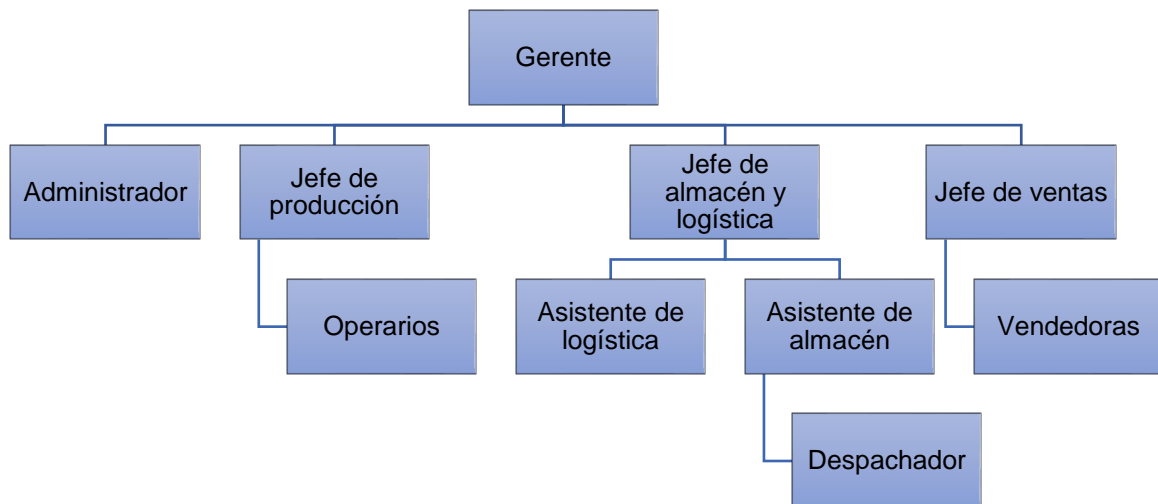 Gerente
Administrador
Jefe de
producción
Jefe de
almacén y
logística
Jefe de ventas
Operarios
Asistente de
logística
Asistente de
almacén
Vendedoras
Despachador